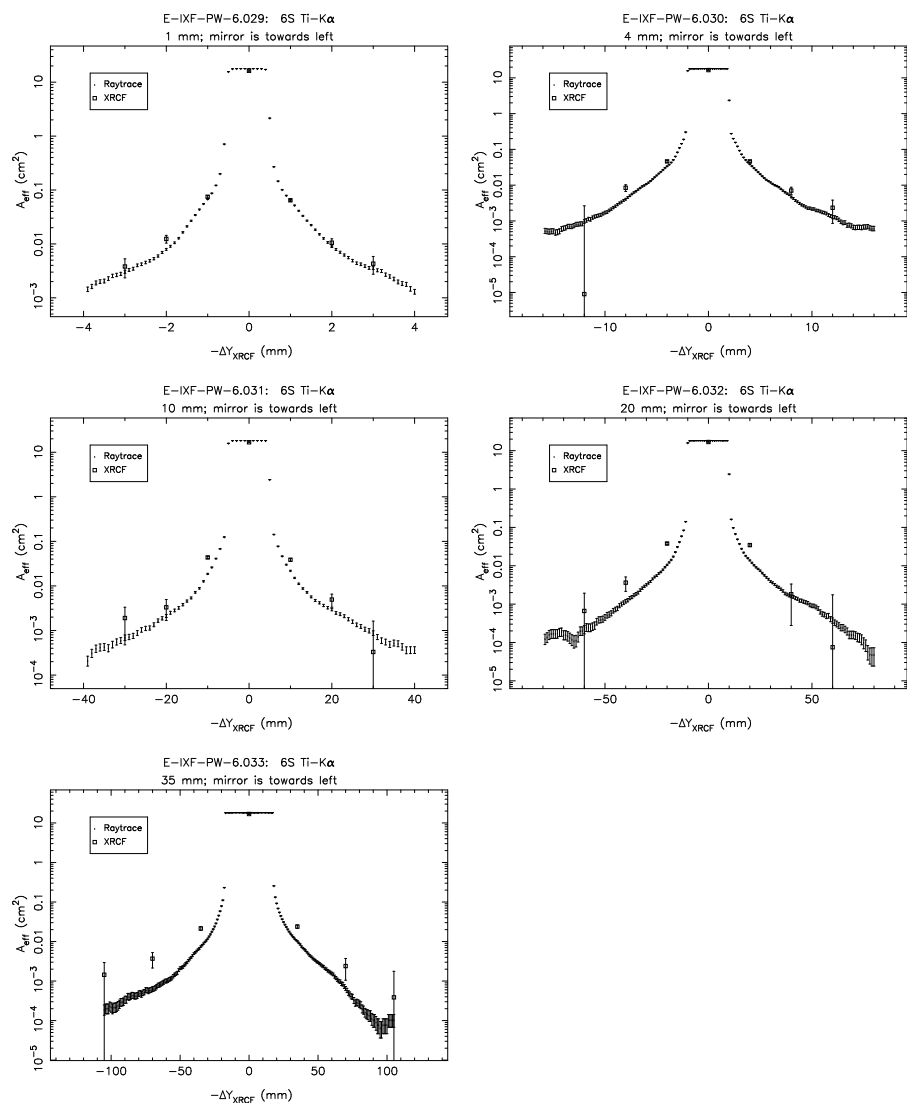 E-IXF-PW-6.029: 6S Ti-Kα
1 mm; mirror is towards left
Raytrace
XRCF
A_eff (cm²)
10
1
0.1
0.01
10⁻³
−4 −2 0 2 4
−ΔY_XRCF (mm)
E-IXF-PW-6.030: 6S Ti-Kα
4 mm; mirror is towards left
Raytrace
XRCF
A_eff (cm²)
10
1
0.1
0.01
10⁻³
10⁻⁴
10⁻⁵
−10 0 10
−ΔY_XRCF (mm)
E-IXF-PW-6.031: 6S Ti-Kα
10 mm; mirror is towards left
Raytrace
XRCF
A_eff (cm²)
10
1
0.1
0.01
10⁻³
10⁻⁴
−40 −20 0 20 40
−ΔY_XRCF (mm)
E-IXF-PW-6.032: 6S Ti-Kα
20 mm; mirror is towards left
Raytrace
XRCF
A_eff (cm²)
10
1
0.1
0.01
10⁻³
10⁻⁴
10⁻⁵
−50 0 50
−ΔY_XRCF (mm)
E-IXF-PW-6.033: 6S Ti-Kα
35 mm; mirror is towards left
Raytrace
XRCF
A_eff (cm²)
10
1
0.1
0.01
10⁻³
10⁻⁴
10⁻⁵
−100 −50 0 50 100
−ΔY_XRCF (mm)